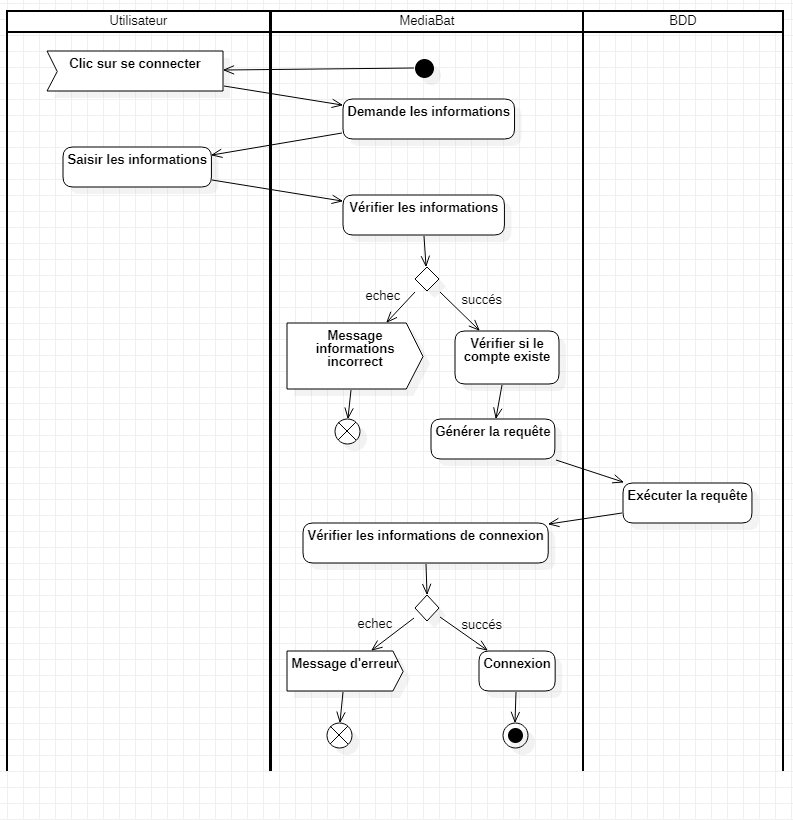 Utilisateur
MediaBat
BDD
Clic sur se connecter
Demande les informations
Saisir les informations
Vérifier les informations
echec
succés
Message
informations
incorrect
Vérifier si le
compte existe
Générer la requête
Exécuter la requête
Vérifier les informations de connexion
echec
succés
Message d'erreur
Connexion